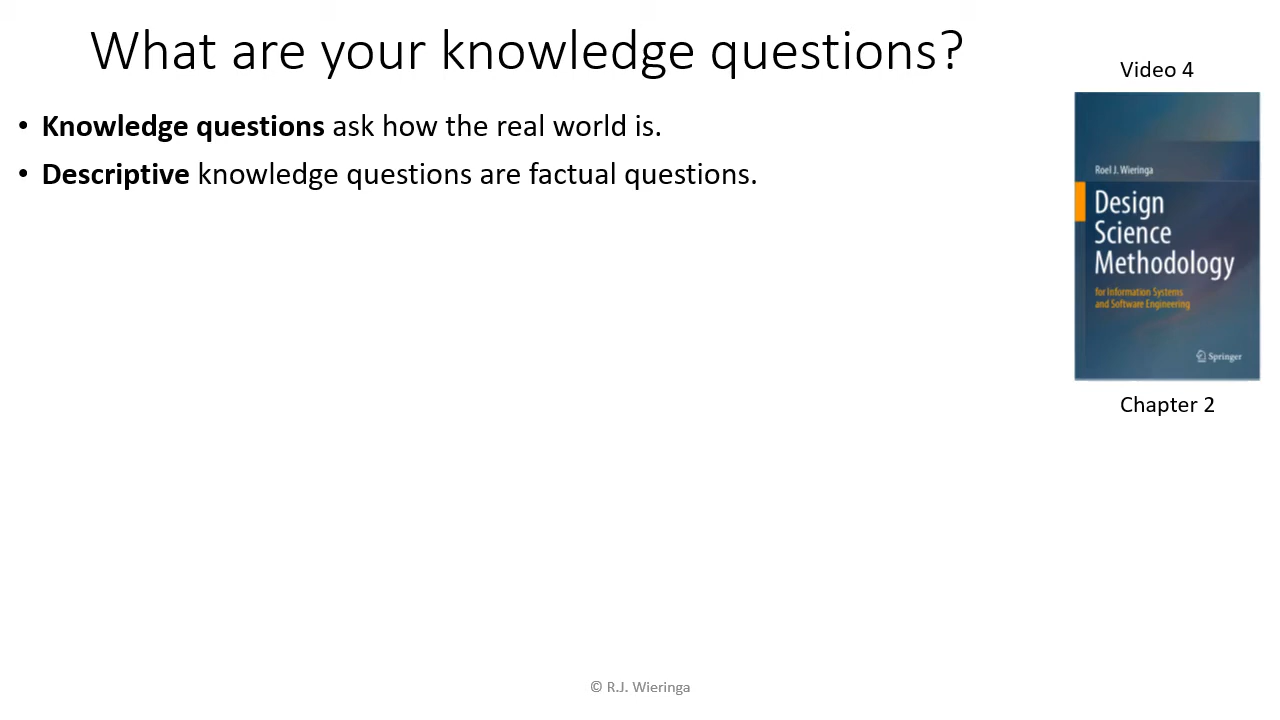 What are your knowledge questions?
Video 4
• Knowledge questions ask how the real world is.
• Descriptive knowledge questions are factual questions.
Roel J. Wieringa
Design
Science
Methodology
for Information Systems
and Software Engineering
Springer
Chapter 2
© R.J. Wieringa